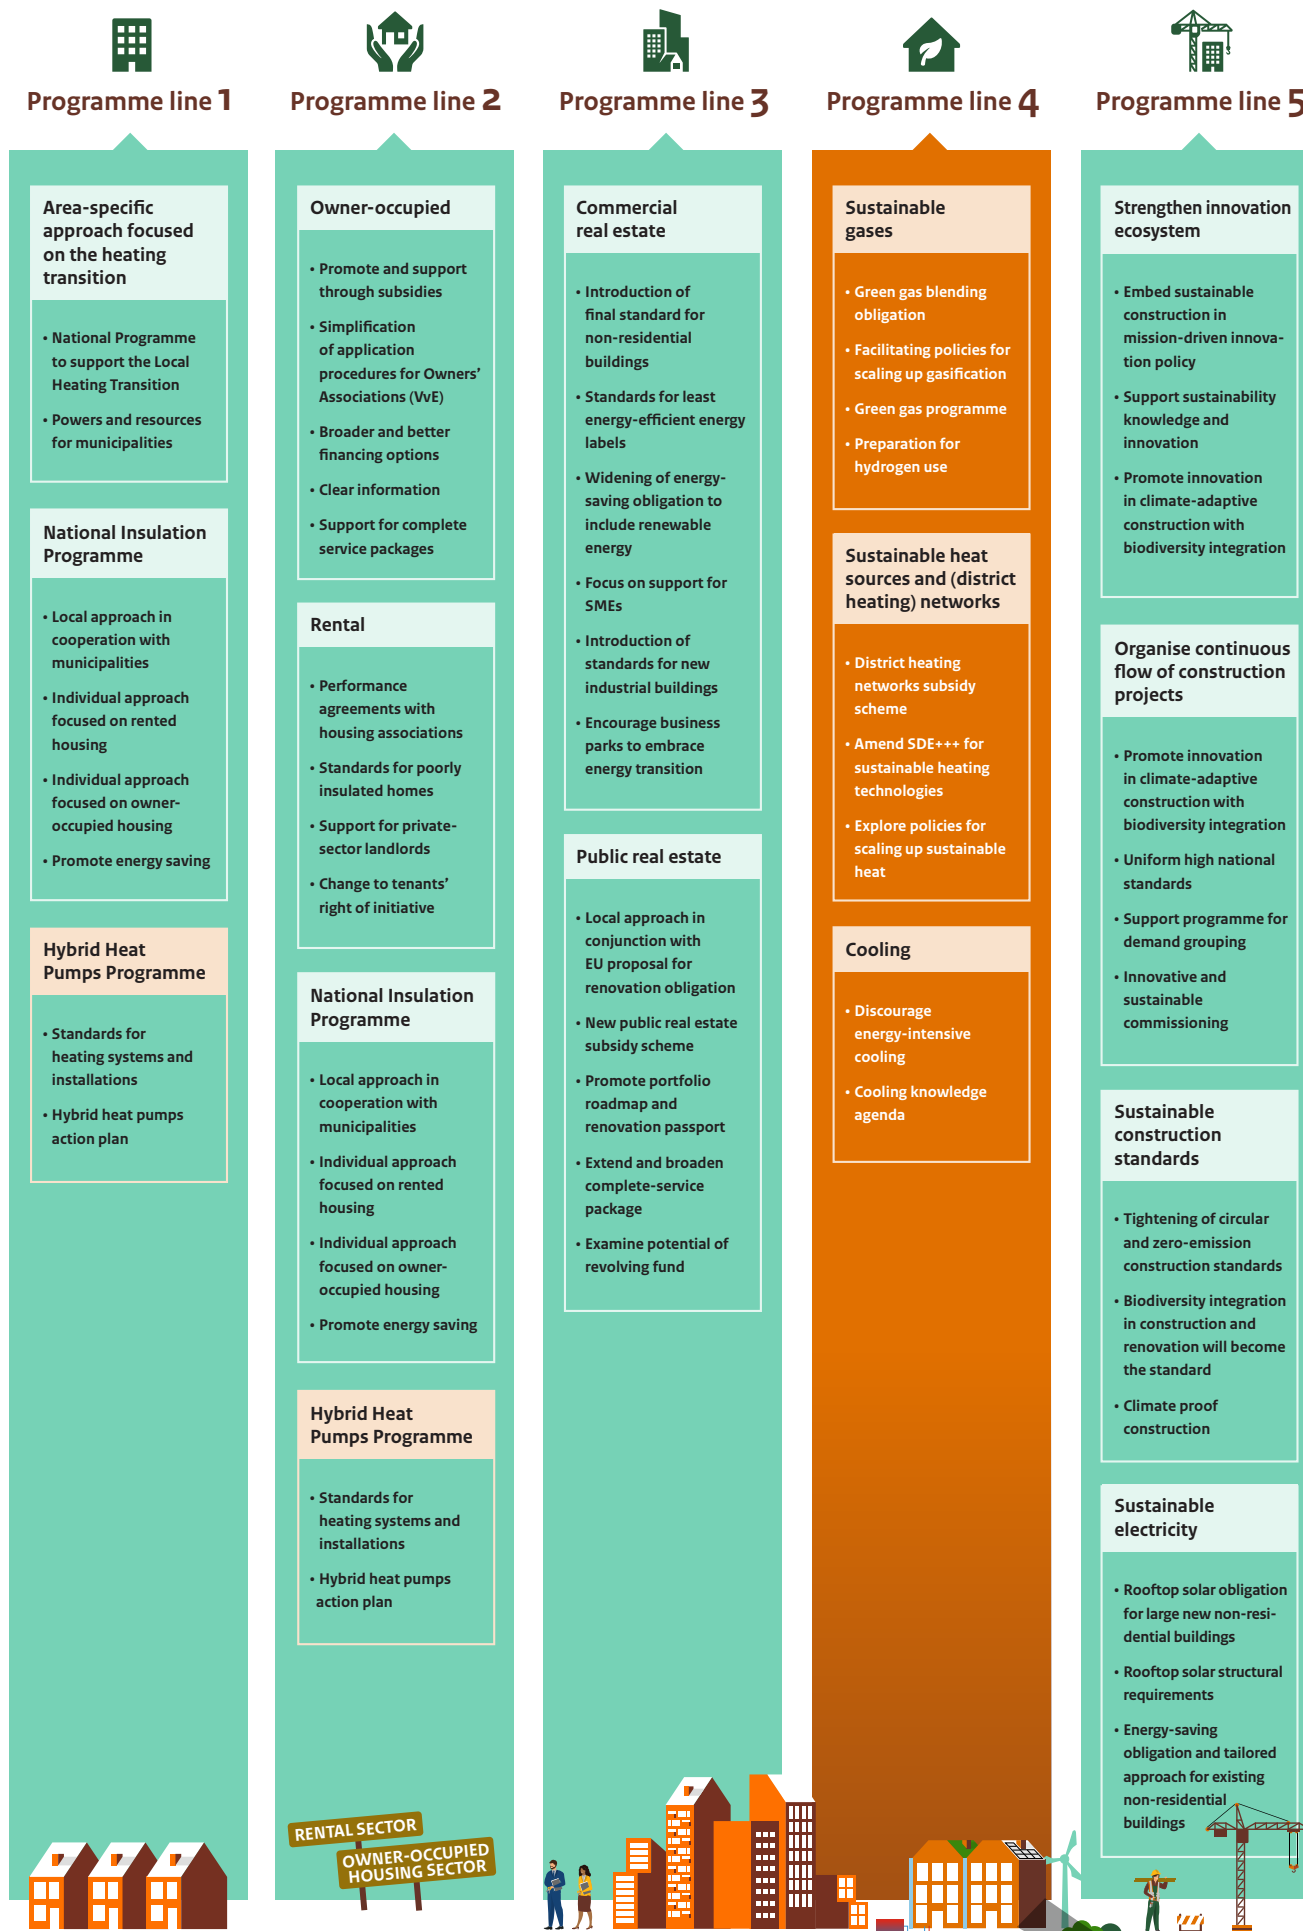 Programme line 1
Area-specific
approach focused
on the heating
transition
• National Programme
to support the Local
Heating Transition
• Powers and resources
for municipalities
National Insulation
Programme
• Local approach in
cooperation with
municipalities
• Individual approach
focused on rented
housing
• Individual approach
focused on owner-
occupied housing
• Promote energy saving
Hybrid Heat
Pumps Programme
• Standards for
heating systems and
installations
• Hybrid heat pumps
action plan
Programme line 2
Owner-occupied
• Promote and support
through subsidies
• Simplification
of application
procedures for Owners’
Associations (VvE)
• Broader and better
financing options
• Clear information
• Support for complete
service packages
Rental
• Performance
agreements with
housing associations
• Standards for poorly
insulated homes
• Support for private-
sector landlords
• Change to tenants’
right of initiative
National Insulation
Programme
• Local approach in
cooperation with
municipalities
• Individual approach
focused on rented
housing
• Individual approach
focused on owner-
occupied housing
• Promote energy saving
Hybrid Heat
Pumps Programme
• Standards for
heating systems and
installations
• Hybrid heat pumps
action plan
RENTAL SECTOR
OWNER-OCCUPIED
HOUSING SECTOR
Programme line 3
Commercial
real estate
• Introduction of
final standard for
non-residential
buildings
• Standards for least
energy-efficient energy
labels
• Widening of energy-
saving obligation to
include renewable
energy
• Focus on support for
SMEs
• Introduction of
standards for new
industrial buildings
• Encourage business
parks to embrace
energy transition
Public real estate
• Local approach in
conjunction with
EU proposal for
renovation obligation
• New public real estate
subsidy scheme
• Promote portfolio
roadmap and
renovation passport
• Extend and broaden
complete-service
package
• Examine potential of
revolving fund
Programme line 4
Sustainable
gases
• Green gas blending
obligation
• Facilitating policies for
scaling up gasification
• Green gas programme
• Preparation for
hydrogen use
Sustainable heat
sources and (district
heating) networks
• District heating
networks subsidy
scheme
• Amend SDE+++ for
sustainable heating
technologies
• Explore policies for
scaling up sustainable
heat
Cooling
• Discourage
energy-intensive
cooling
• Cooling knowledge
agenda
Programme line 5
Strengthen innovation
ecosystem
• Embed sustainable
construction in
mission-driven innova-
tion policy
• Support sustainability
knowledge and
innovation
• Promote innovation
in climate-adaptive
construction with
biodiversity integration
Organise continuous
flow of construction
projects
• Promote innovation
in climate-adaptive
construction with
biodiversity integration
• Uniform high national
standards
• Support programme for
demand grouping
• Innovative and
sustainable
commissioning
Sustainable
construction
standards
• Tightening of circular
and zero-emission
construction standards
• Biodiversity integration
in construction and
renovation will become
the standard
• Climate proof
construction
Sustainable
electricity
• Rooftop solar obligation
for large new non-resi-
dential buildings
• Rooftop solar structural
requirements
• Energy-saving
obligation and tailored
approach for existing
non-residential
buildings